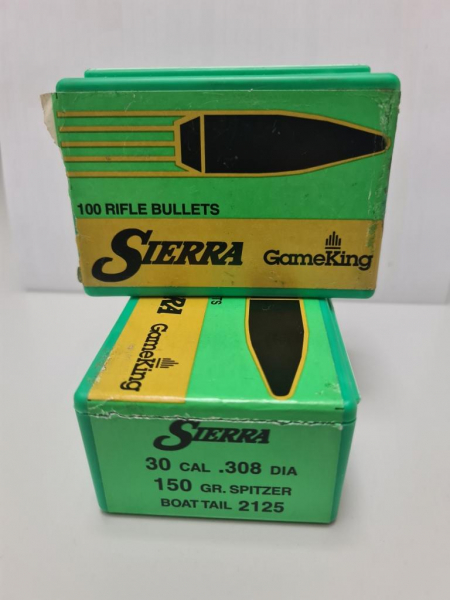 100 RIFLE BULLETS
SIERRA GameKing
GameKing
SIERRA
30 CAL .308 DIA
150 GR. SPITZER
BOAT TAIL 2125